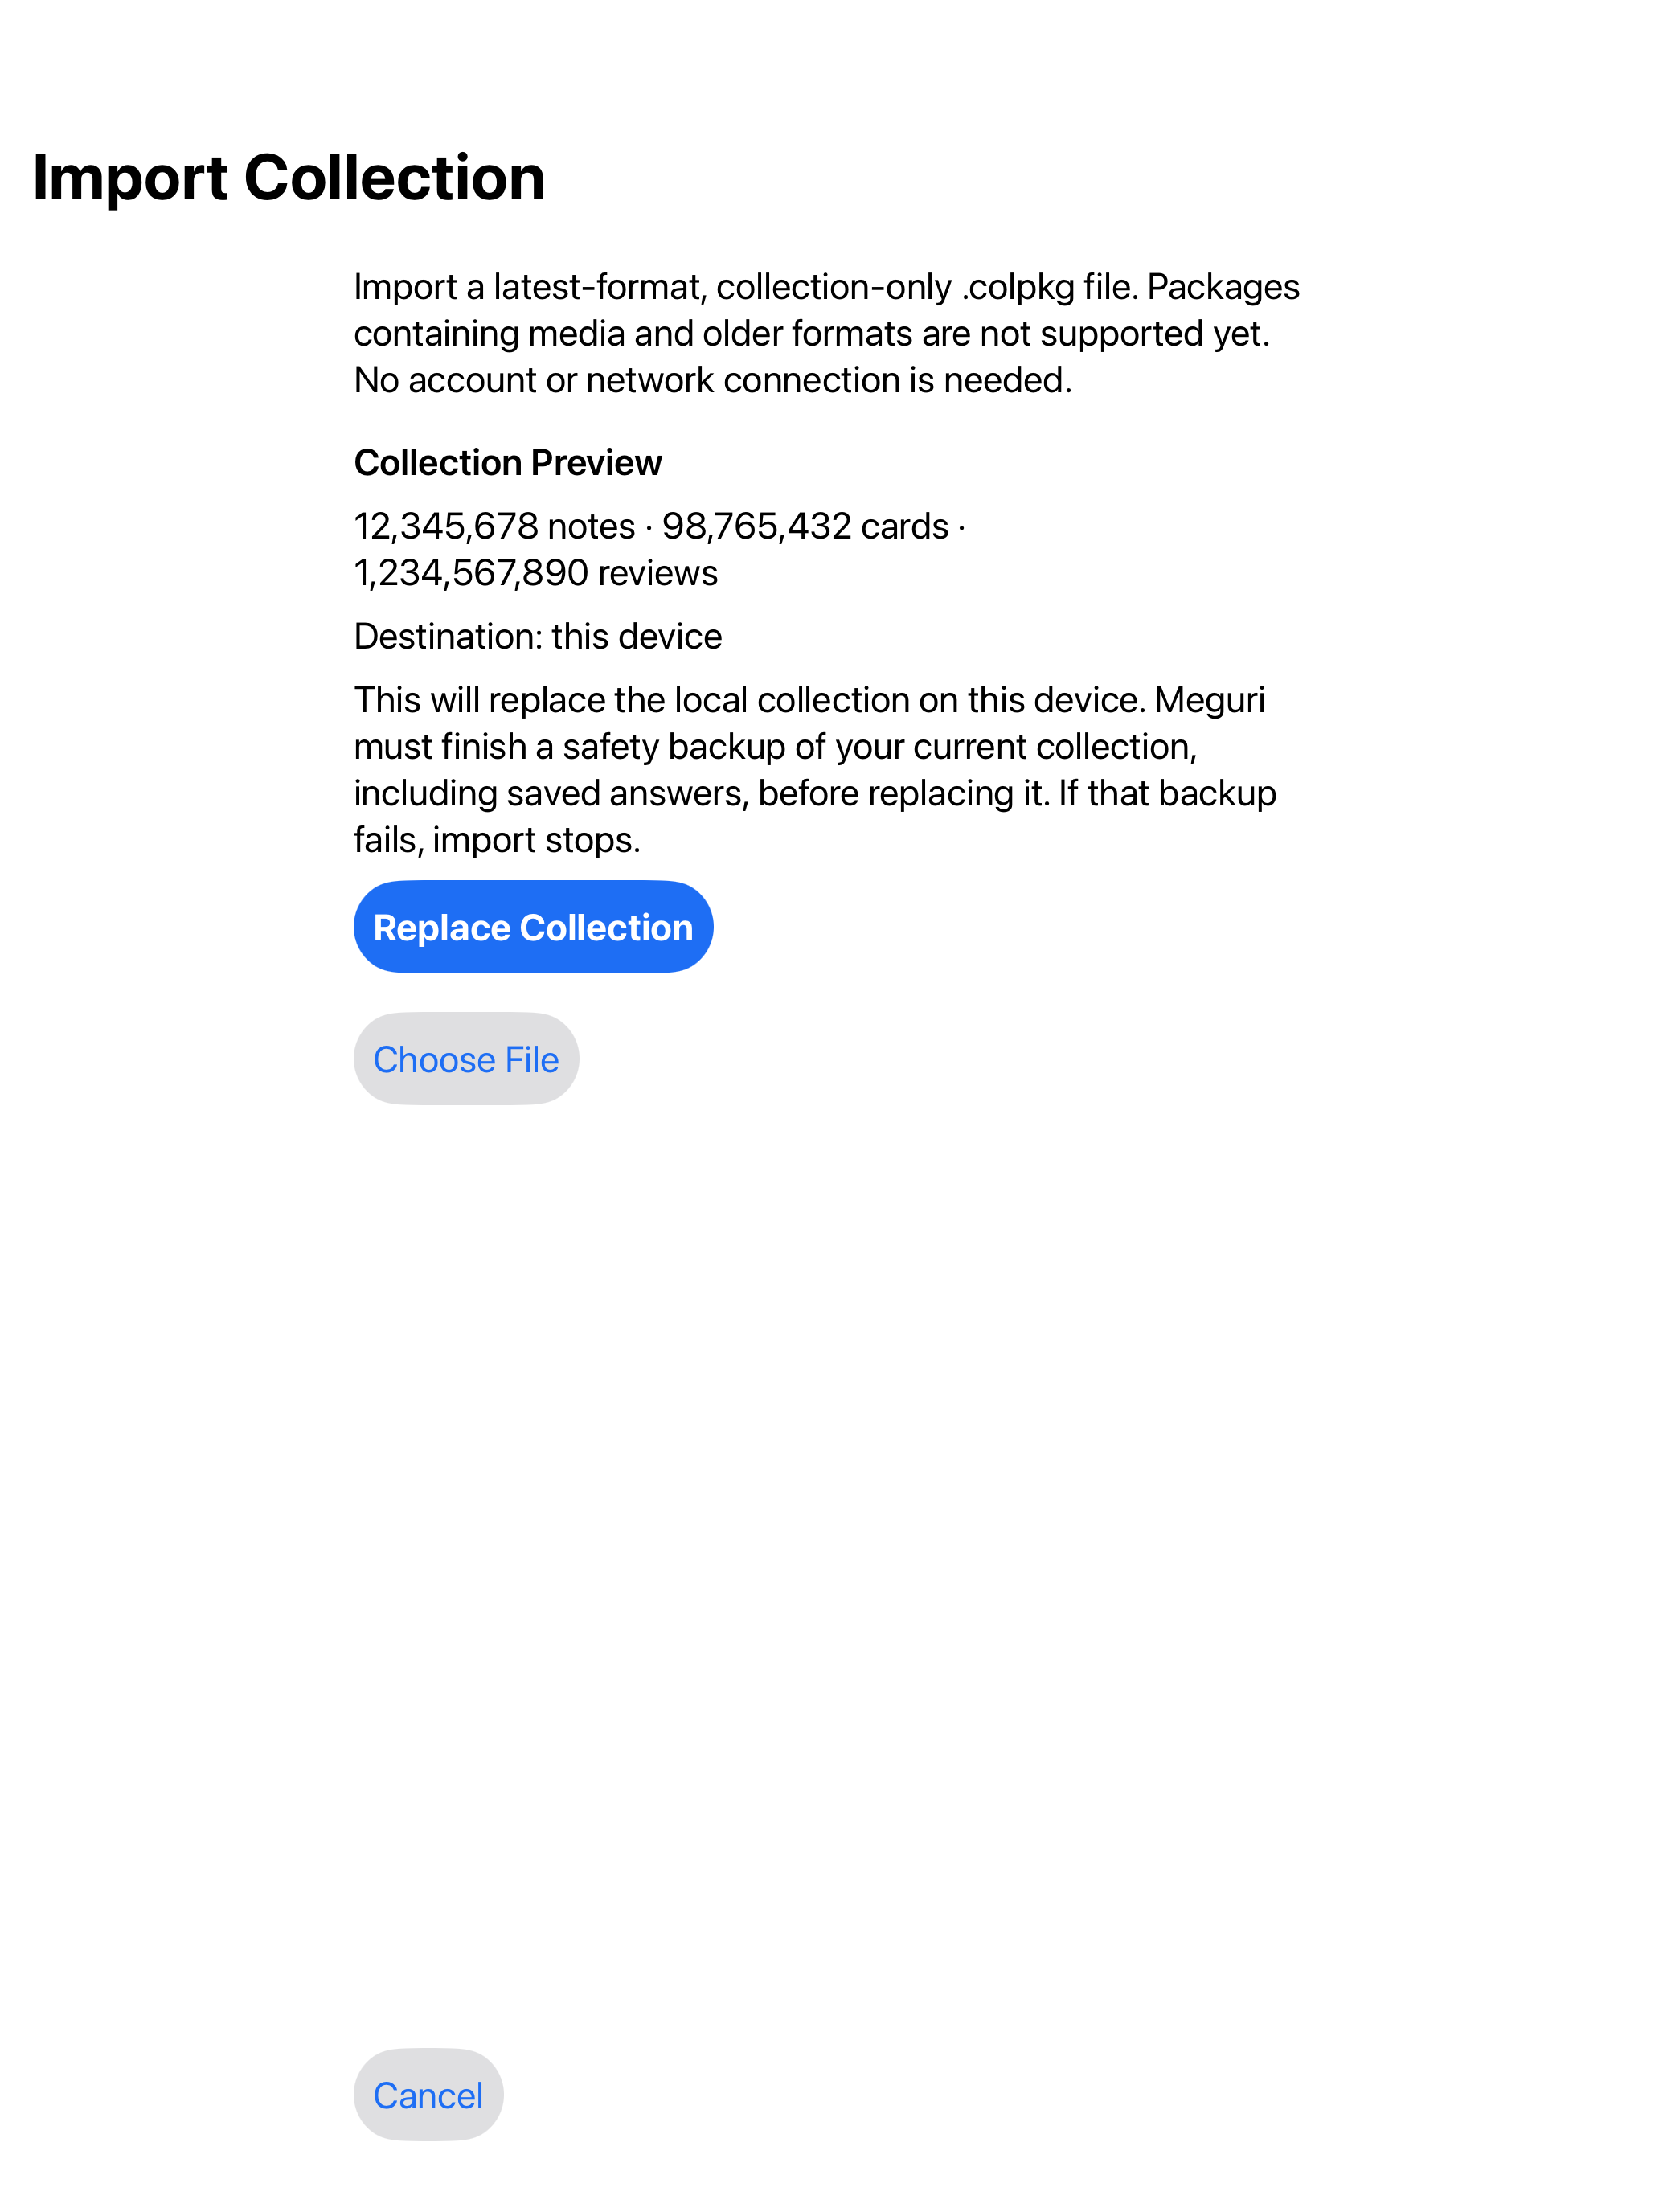 Import Collection
Import a latest-format, collection-only .colpkg file. Packages
containing media and older formats are not supported yet.
No account or network connection is needed.
Collection Preview
12,345,678 notes · 98,765,432 cards ·
1,234,567,890 reviews
Destination: this device
This will replace the local collection on this device. Meguri
must finish a safety backup of your current collection,
including saved answers, before replacing it. If that backup
fails, import stops.
Replace Collection
Choose File
Cancel